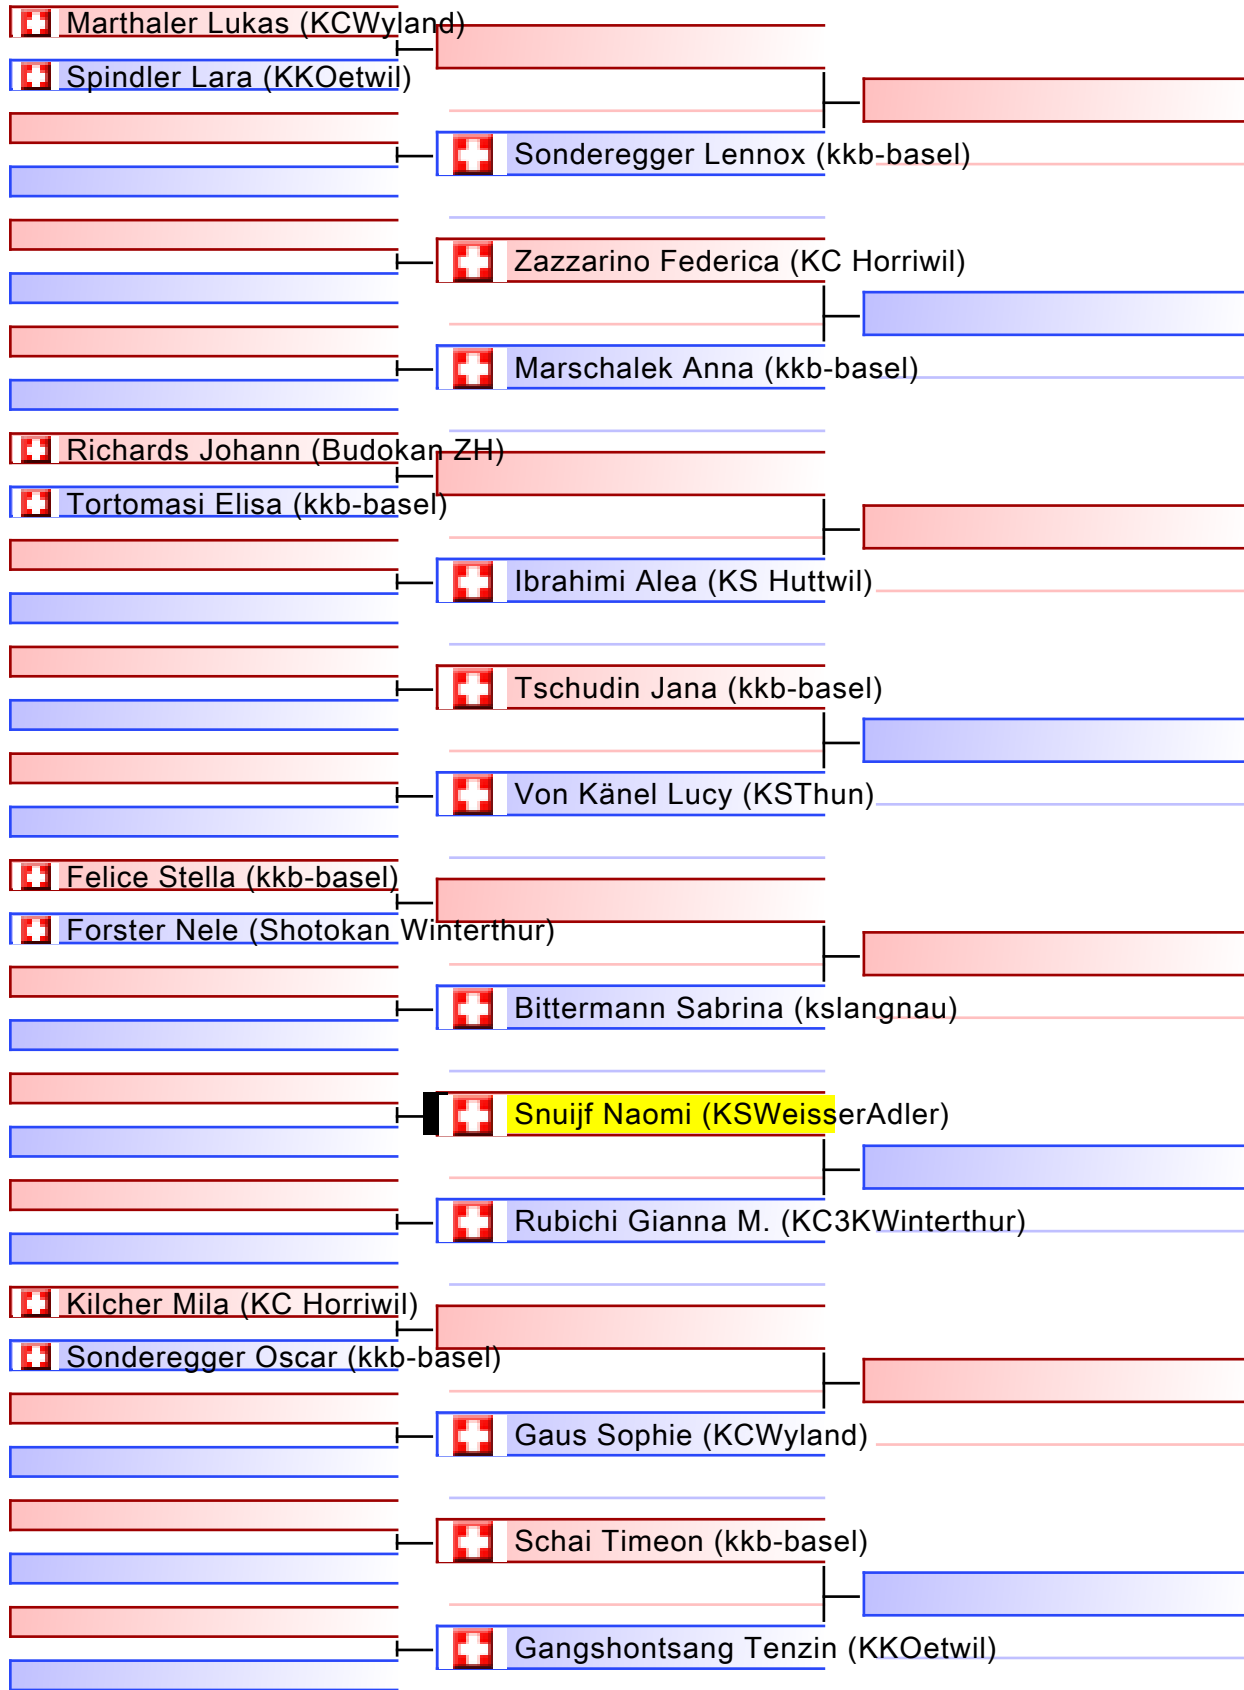 Marthaler Lukas (KCWyland)
Spindler Lara (KKOetwil)
Sonderegger Lennox (kkb-basel)
Zazzarino Federica (KC Horriwil)
Marschalek Anna (kkb-basel)
Richards Johann (Budokan ZH)
Tortomasi Elisa (kkb-basel)
Ibrahimi Alea (KS Huttwil)
Tschudin Jana (kkb-basel)
Von Känel Lucy (KSThun)
Felice Stella (kkb-basel)
Forster Nele (Shotokan Winterthur)
Bittermann Sabrina (kslangnau)
Snuijf Naomi (KSWeisserAdler)
Rubichi Gianna M. (KC3KWinterthur)
Kilcher Mila (KC Horriwil)
Sonderegger Oscar (kkb-basel)
Gaus Sophie (KCWyland)
Schai Timeon (kkb-basel)
Gangshontsang Tenzin (KKOetwil)